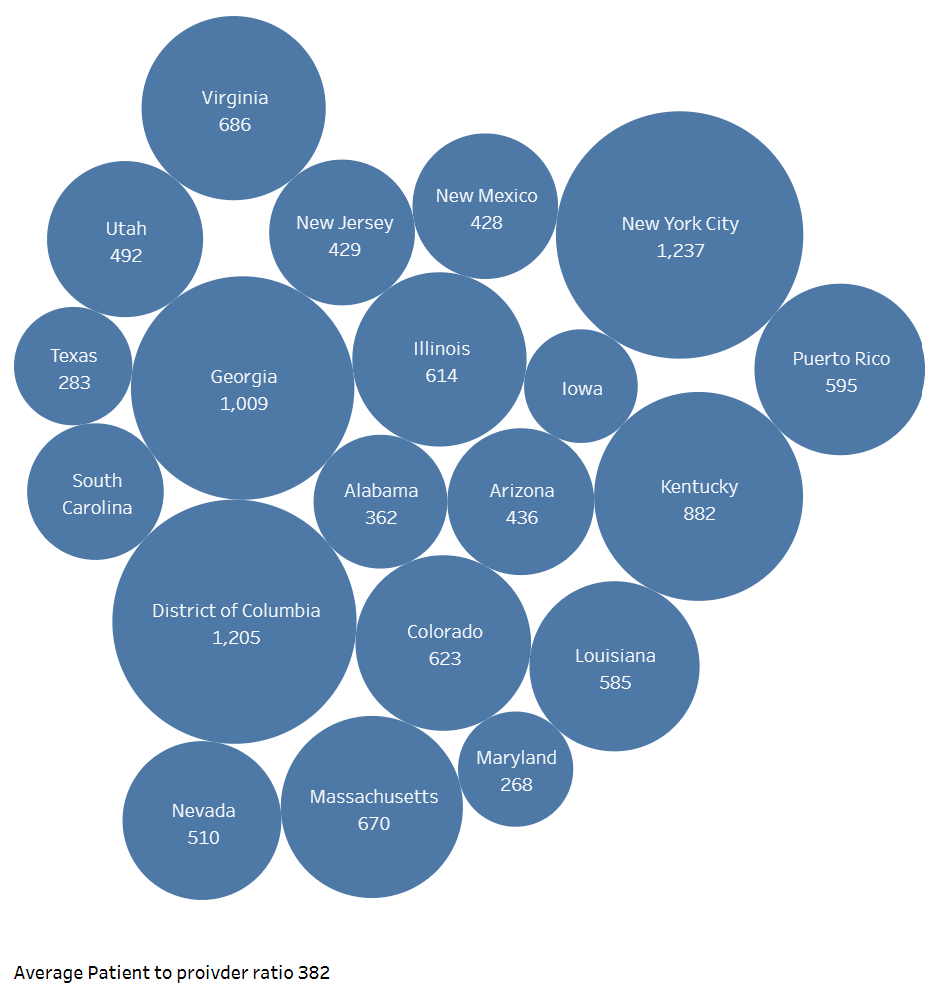 Virginia
686
New Mexico
428
New Jersey
429
New York City
1,237
Utah
492
Illinois
614
Texas
283
Puerto Rico
595
Georgia
1,009
Iowa
South
Carolina
Alabama
362
Arizona
436
Kentucky
882
District of Columbia
1,205
Colorado
623
Louisiana
585
Maryland
268
Massachusetts
670
Nevada
510
Average Patient to proivder ratio 382